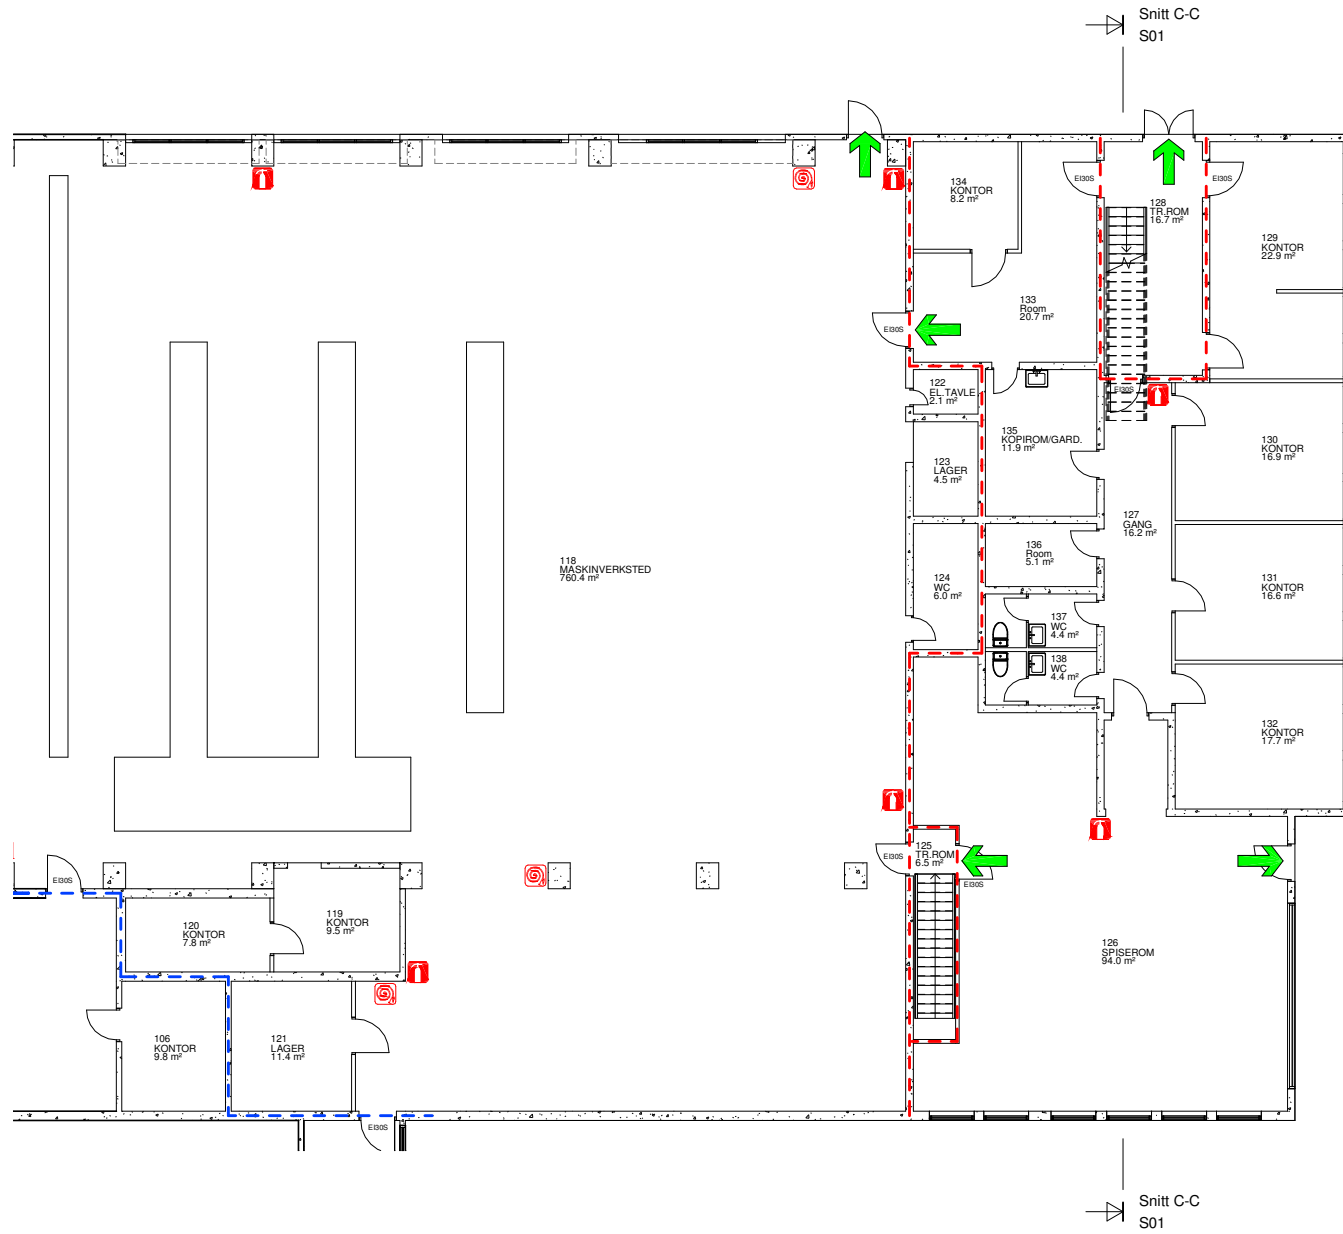 Snitt C-C
S01
134
KONTOR
8.2 m²
EI30S
EI30S
128
TR.ROM
16.7 m²
129
KONTOR
22.9 m²
133
Room
20.7 m²
EI30S
122
EL.TAVLE
2.1 m²
EI30S
135
KOPIROM/GARD.
11.9 m²
130
KONTOR
16.9 m²
123
LAGER
4.5 m²
127
GANG
16.2 m²
136
Room
5.1 m²
118
MASKINVERKSTED
760.4 m²
124
WC
6.0 m²
131
KONTOR
16.6 m²
137
WC
4.4 m²
138
WC
4.4 m²
132
KONTOR
17.7 m²
125
TR.ROM
6.5 m²
EI30S
EI30S
EI30S
119
KONTOR
9.5 m²
120
KONTOR
7.8 m²
126
SPISEROM
94.0 m²
106
KONTOR
9.8 m²
121
LAGER
11.4 m²
EI30S
Snitt C-C
S01